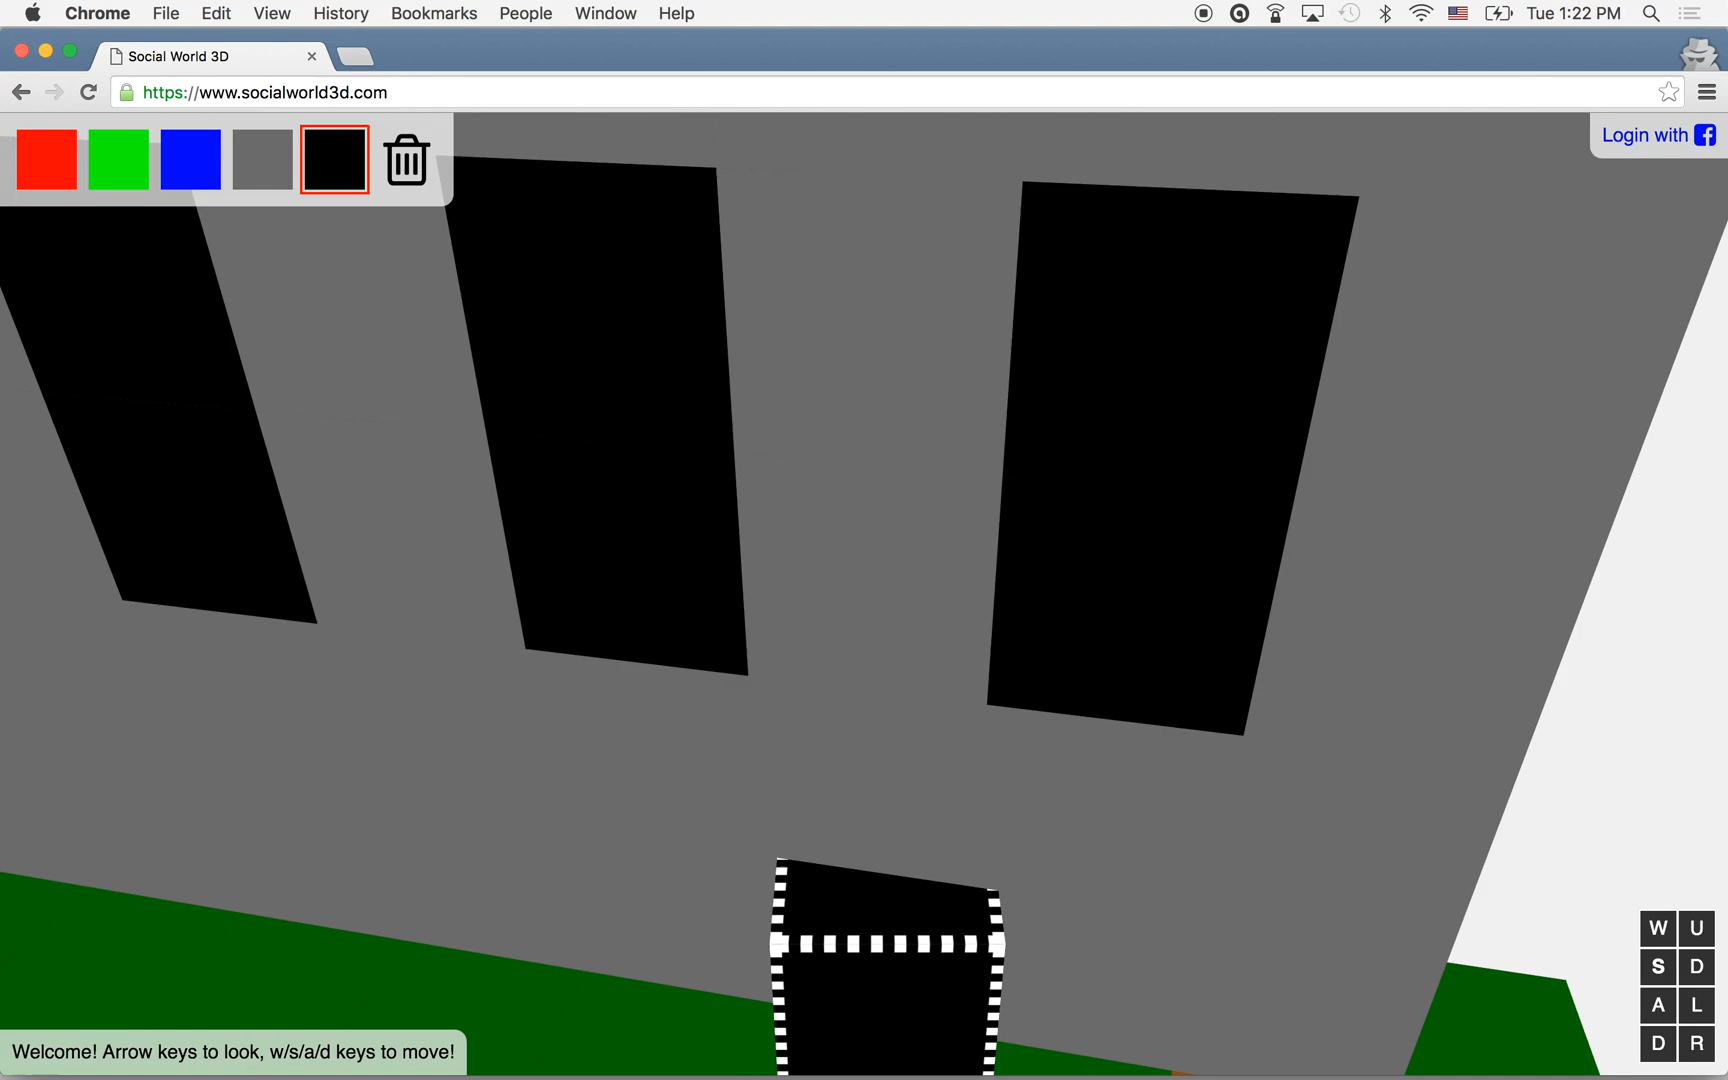 Chrome File Edit View History Bookmarks People Window Help Tue 1:22 PM
Social World 3D
https://www.socialworld3d.com
Login with
W U
S D
A L
D R
Welcome! Arrow keys to look, w/s/a/d keys to move!